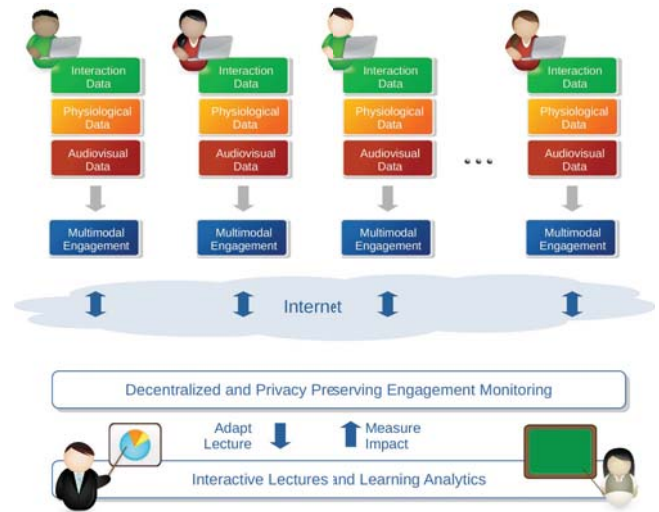 Interaction
Data
Interaction
Data
Interaction
Data
Interaction
Data
Physiological
Data
Physiological
Data
Physiological
Data
Physiological
Data
Audiovisual
Data
Audiovisual
Data
Audiovisual
Data
...
Audiovisual
Data
Multimodal
Engagement
Multimodal
Engagement
Multimodal
Engagement
Multimodal
Engagement
Internet
Decentralized and Privacy Preserving Engagement Monitoring
Adapt
Lecture
Measure
Impact
Interactive Lectures and Learning Analytics